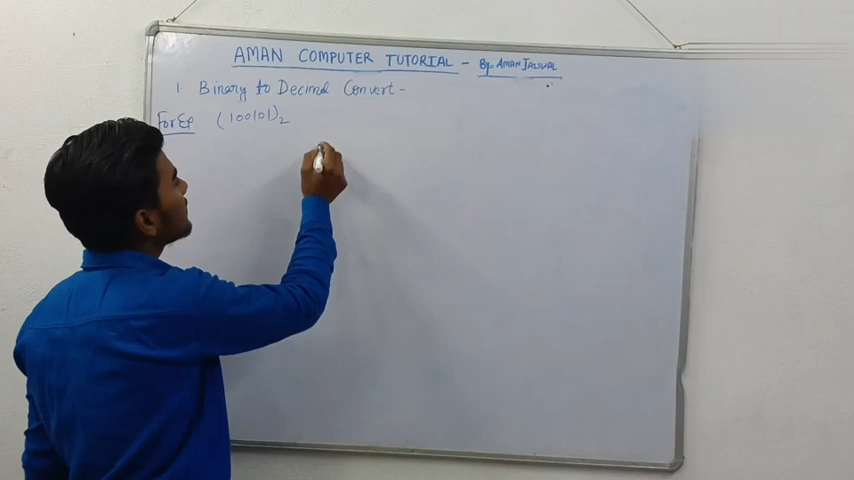 AMAN COMPUTER TUTORIAL - By:- AMAN JAISWAL
1. Binary to Decimal Convert -
For Ex (100101)2